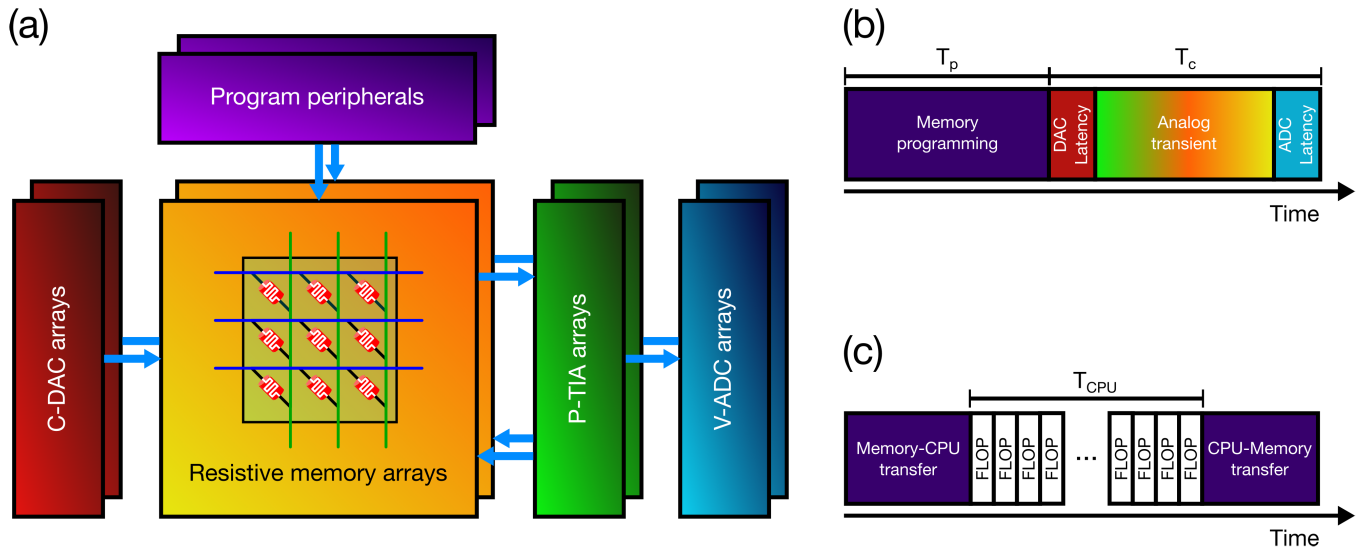 (a)
Program peripherals
C-DAC arrays
Resistive memory arrays
P-TIA arrays
V-ADC arrays
(b)
Tp
Tc
Memory
programming
DAC
Latency
Analog
transient
ADC
Latency
Time
(c)
TCPU
Memory-CPU
transfer
FLOP
FLOP
FLOP
FLOP
...
FLOP
FLOP
FLOP
FLOP
CPU-Memory
transfer
Time